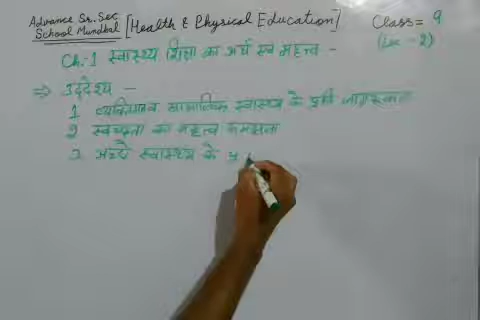 Advance Sr. Sec. School Mundhal [Health & Physical Education] Class = 9
(Lec - 2)
Ch:-1 स्वास्थ्य शिक्षा का अर्थ एवं महत्व -
⇒ उद्देश्य -
1 व्यक्तिगत व सामाजिक स्वास्थ्य के प्रति जागरूकता
2 स्वच्छता का महत्व समझना
3 अच्छे स्वास्थ्य के